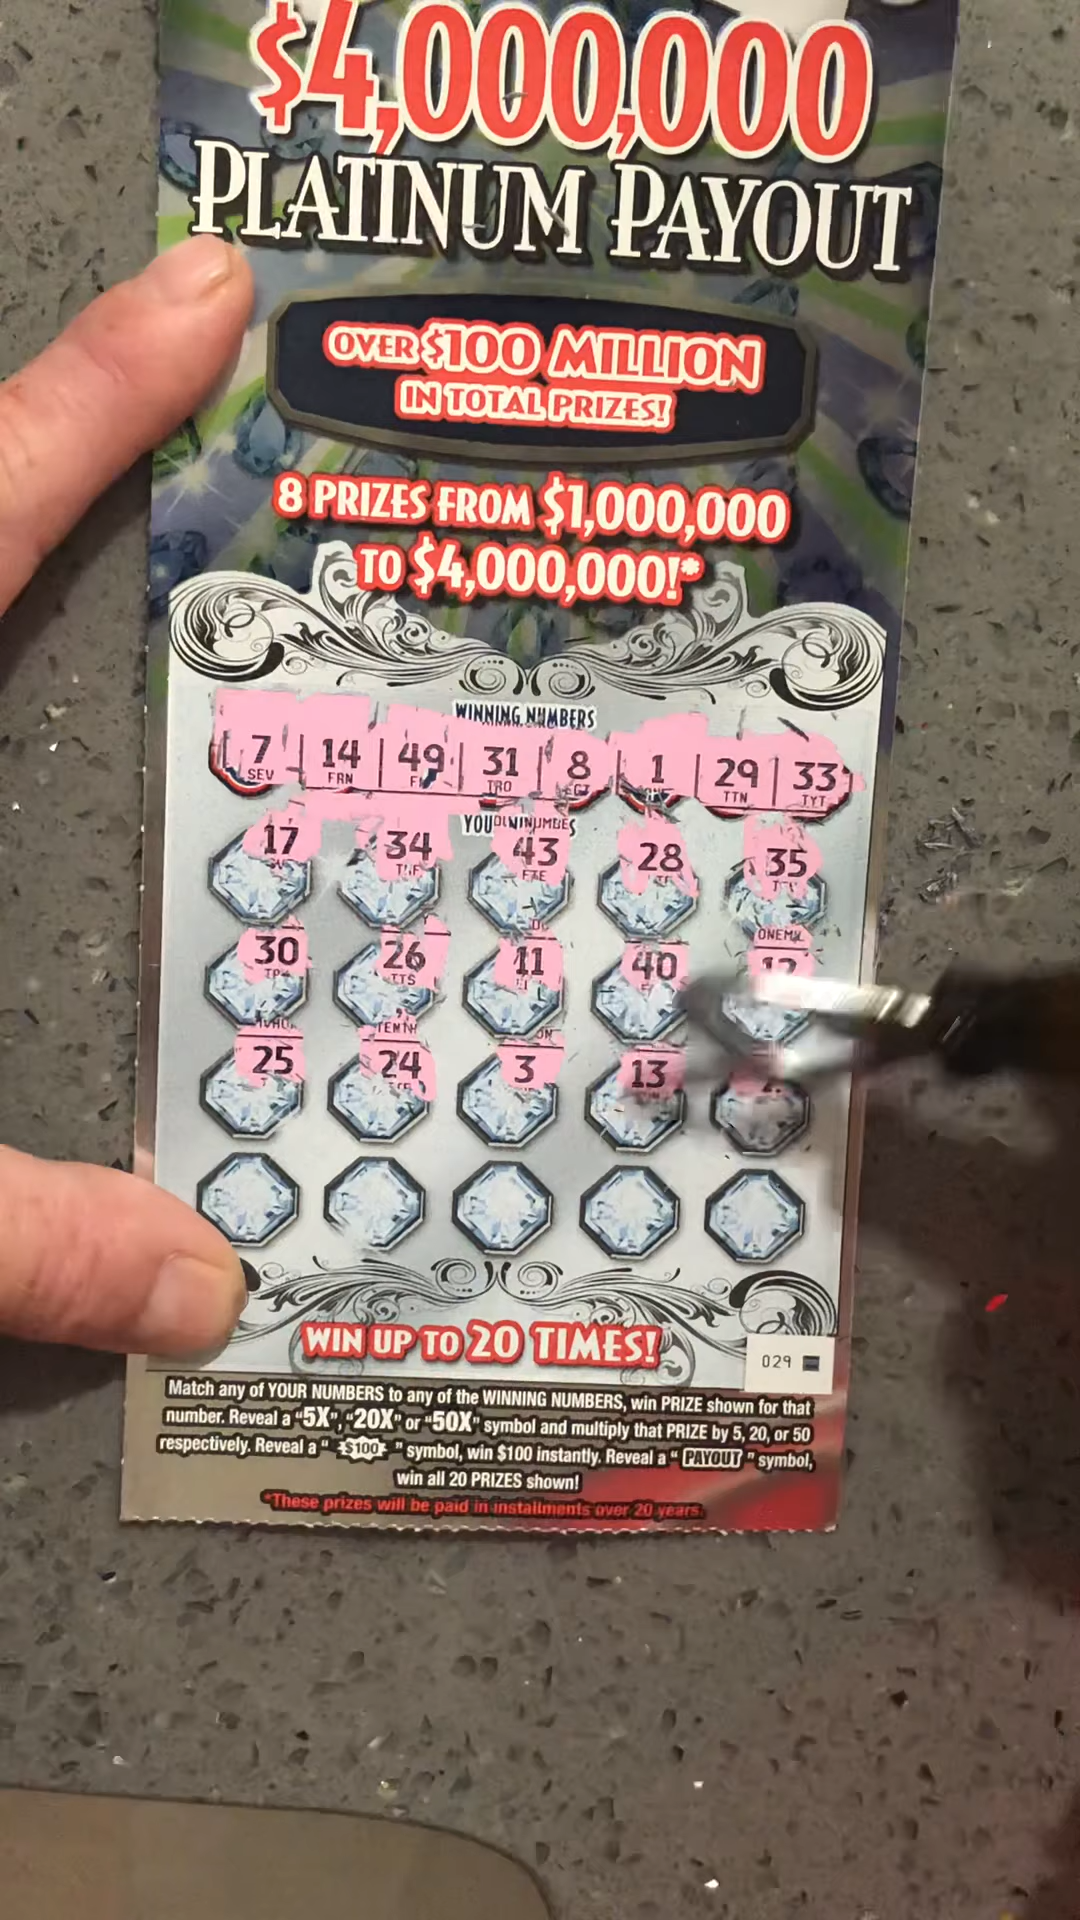 $4,000,000
PLATINUM PAYOUT
OVER $100 MILLION
IN TOTAL PRIZES!
8 PRIZES FROM $1,000,000
TO $4,000,000!*
WINNING NUMBERS
7 14 49 31 8 1 29 33
SEV FRN TRO TTN TYT
17 34 43 28 35
ONEMIL
30 26 11 40 12
TTS
TENTH
25 24 3 13
WIN UP TO 20 TIMES!
029
Match any of YOUR NUMBERS to any of the WINNING NUMBERS, win PRIZE shown for that
number. Reveal a "5X", "20X" or "50X" symbol and multiply that PRIZE by 5, 20, or 50
respectively. Reveal a " $100 " symbol, win $100 instantly. Reveal a " PAYOUT " symbol,
win all 20 PRIZES shown!
*These prizes will be paid in installments over 20 years.